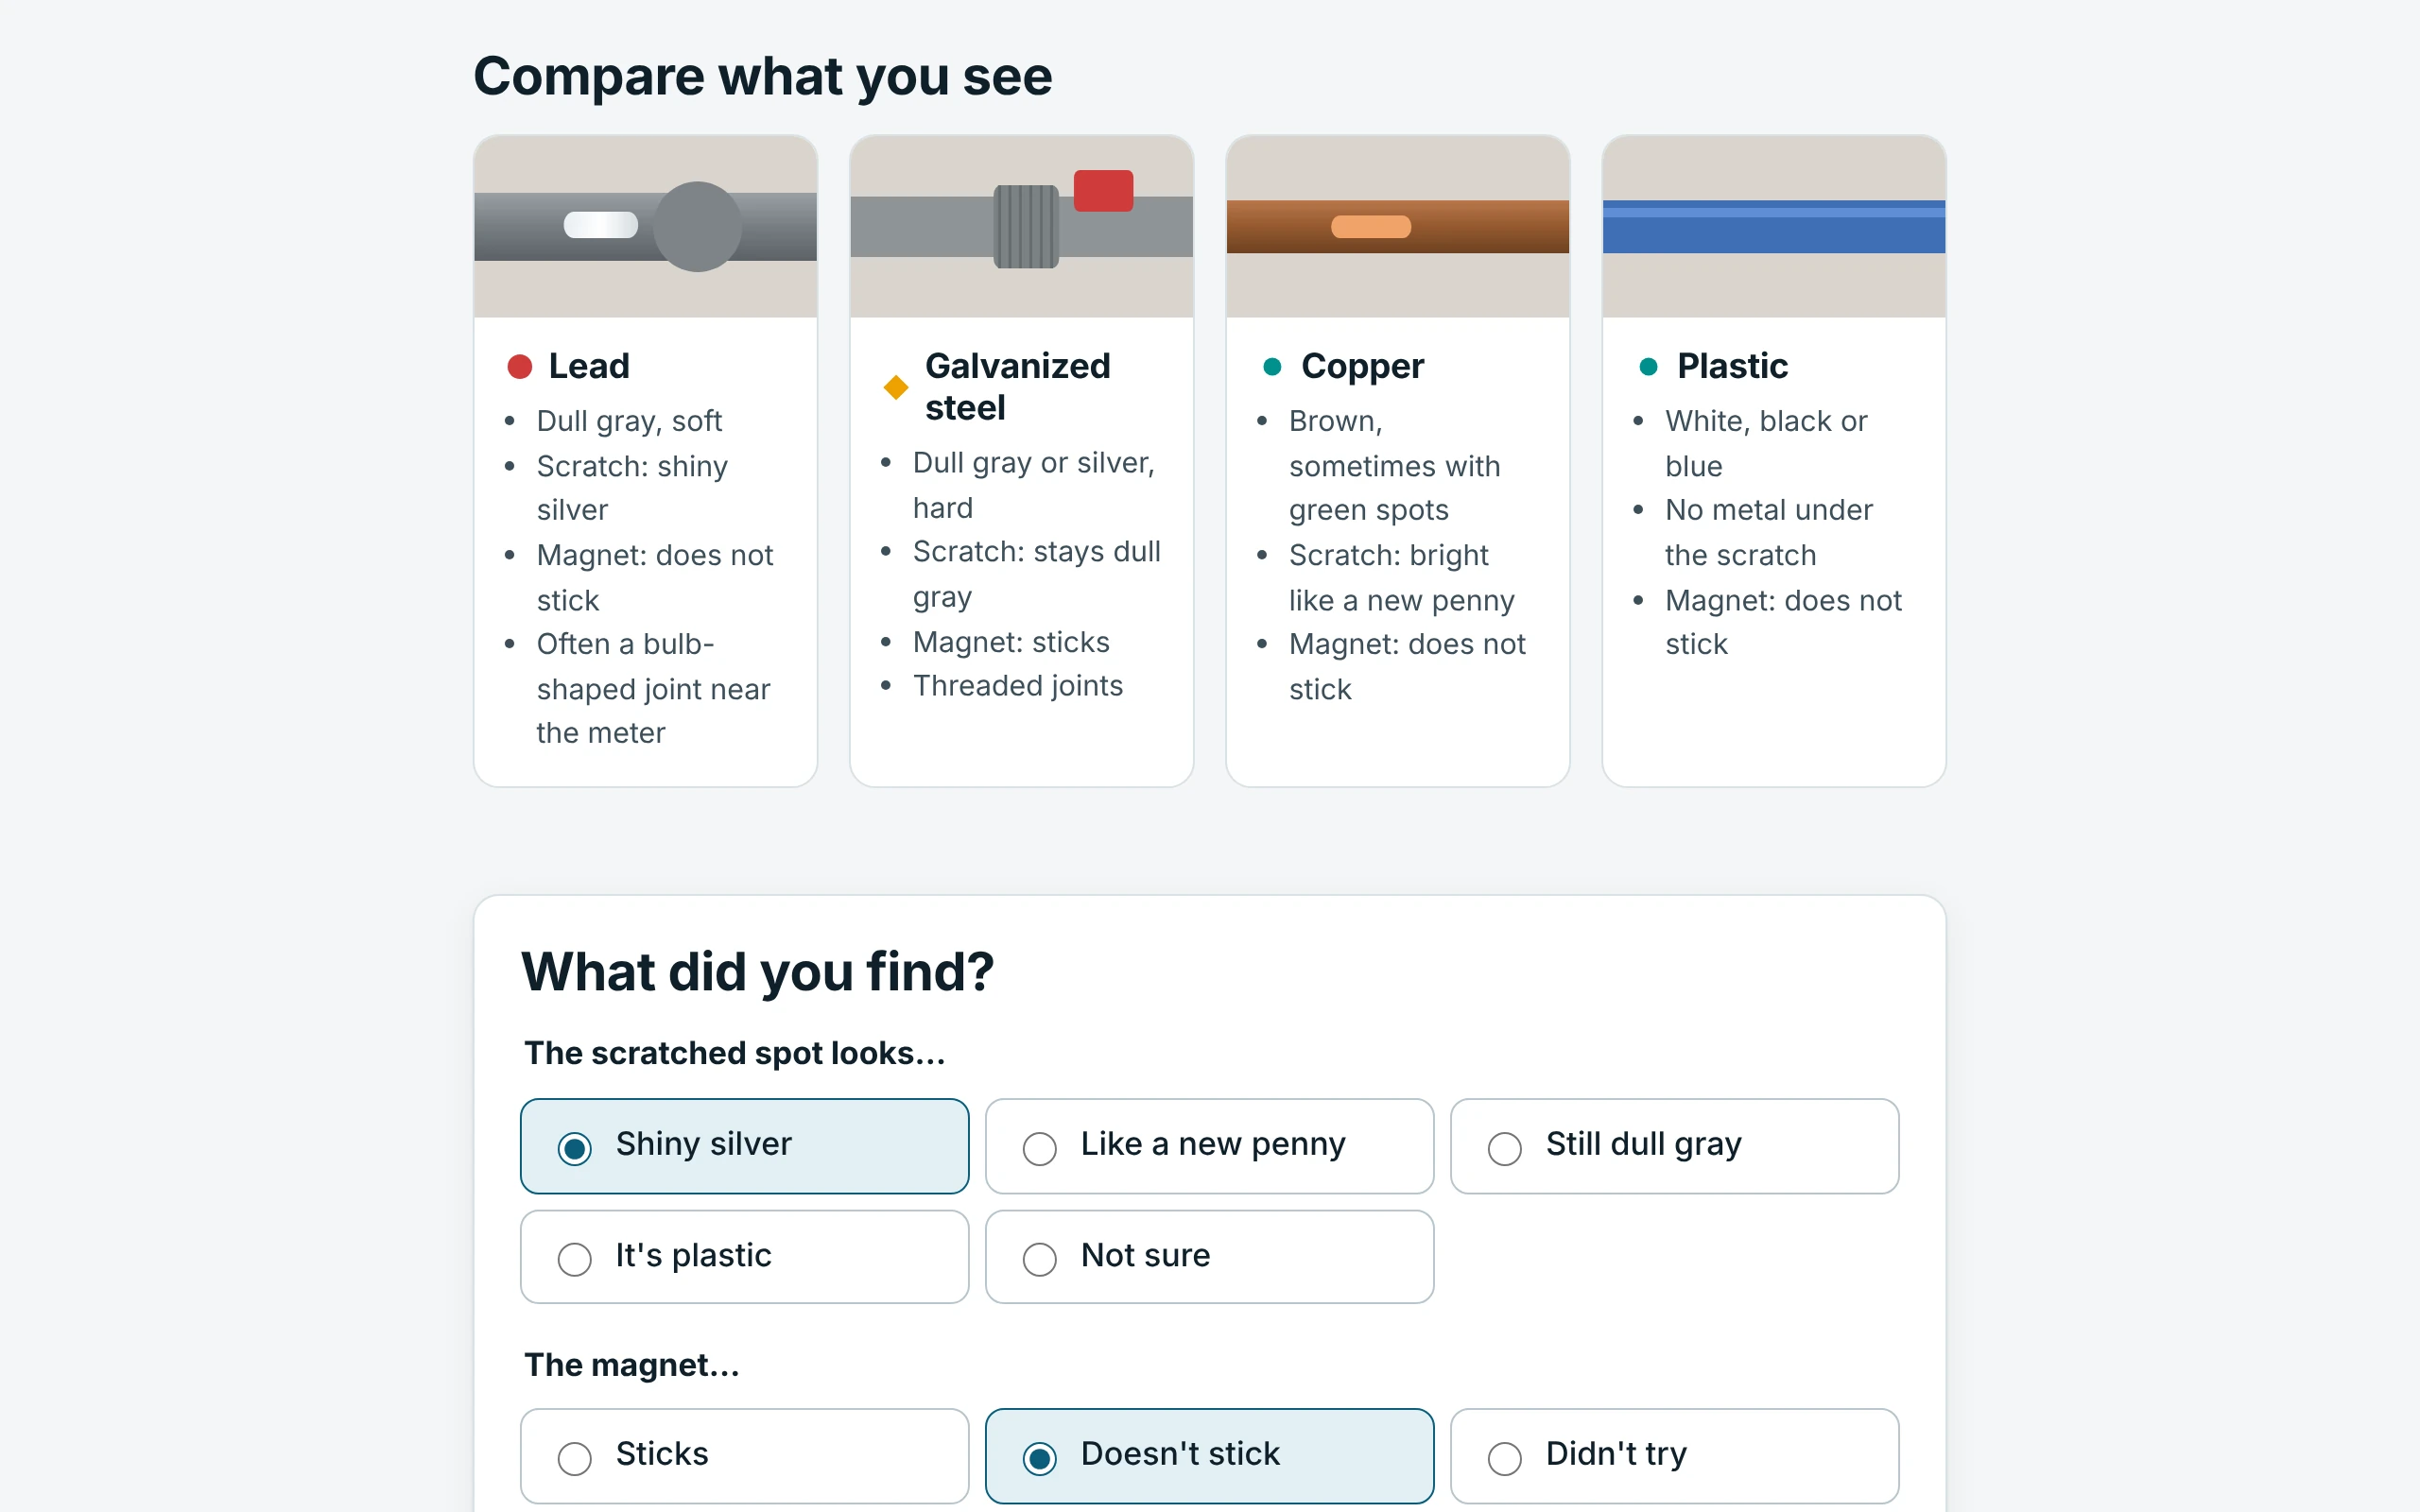 Compare what you see
Lead
Dull gray, soft
Scratch: shiny
silver
Magnet: does not
stick
Often a bulb-
shaped joint near
the meter
Galvanized
steel
Dull gray or silver,
hard
Scratch: stays dull
gray
Magnet: sticks
Threaded joints
Copper
Brown,
sometimes with
green spots
Scratch: bright
like a new penny
Magnet: does not
stick
Plastic
White, black or
blue
No metal under
the scratch
Magnet: does not
stick
What did you find?
The scratched spot looks...
Shiny silver
Like a new penny
Still dull gray
It's plastic
Not sure
The magnet...
Sticks
Doesn't stick
Didn't try